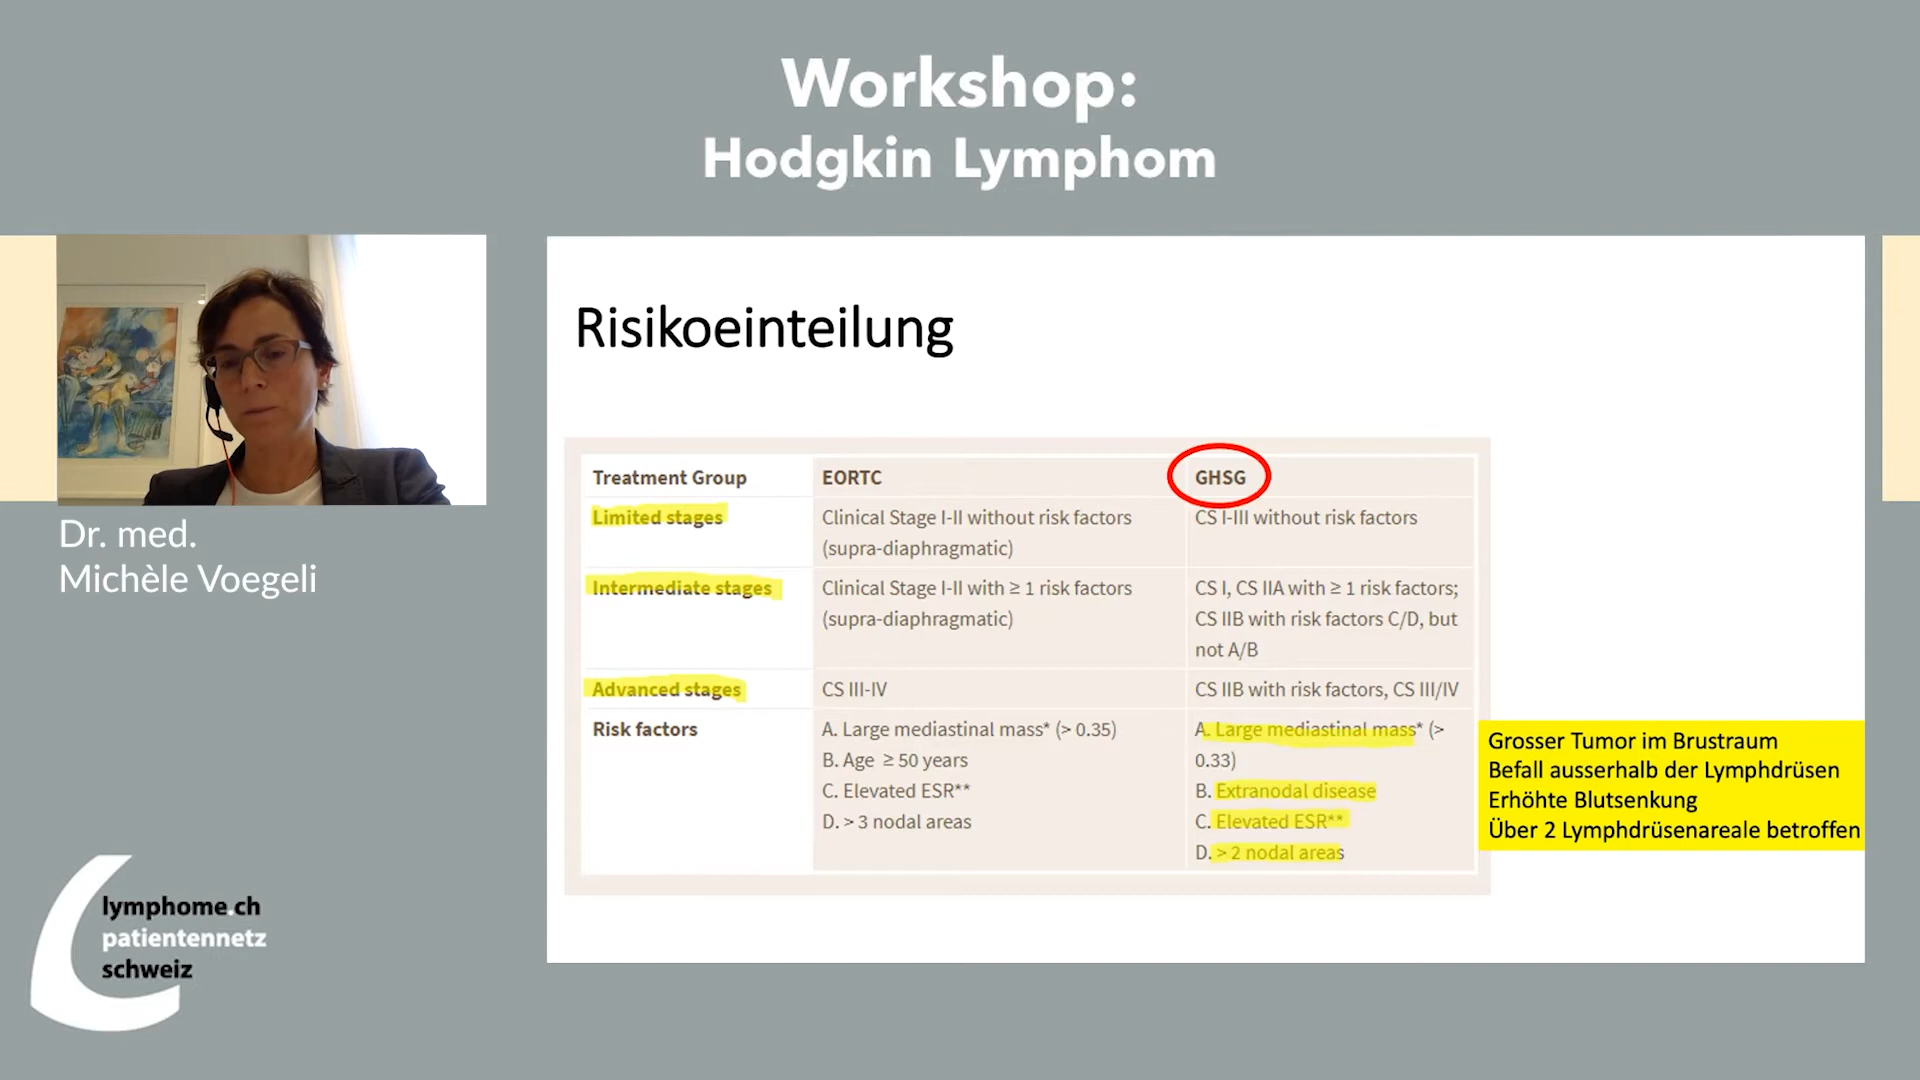 Workshop:
Hodgkin Lymphom
Dr. med.
Michèle Voegeli
Risikoeinteilung
Treatment Group
EORTC
GHSG
Limited stages
Clinical Stage I-II without risk factors
(supra-diaphragmatic)
CS I-III without risk factors
Intermediate stages
Clinical Stage I-II with ≥ 1 risk factors
(supra-diaphragmatic)
CS I, CS IIA with ≥ 1 risk factors;
CS IIB with risk factors C/D, but
not A/B
Advanced stages
CS III-IV
CS IIB with risk factors, CS III/IV
Risk factors
A. Large mediastinal mass* (> 0.35)
B. Age ≥ 50 years
C. Elevated ESR**
D. > 3 nodal areas
A. Large mediastinal mass* (>
0.33)
B. Extranodal disease
C. Elevated ESR**
D. > 2 nodal areas
Grosser Tumor im Brustraum
Befall ausserhalb der Lymphdrüsen
Erhöhte Blutsenkung
Über 2 Lymphdrüsenareale betroffen
lymphome.ch
patientennetz
schweiz